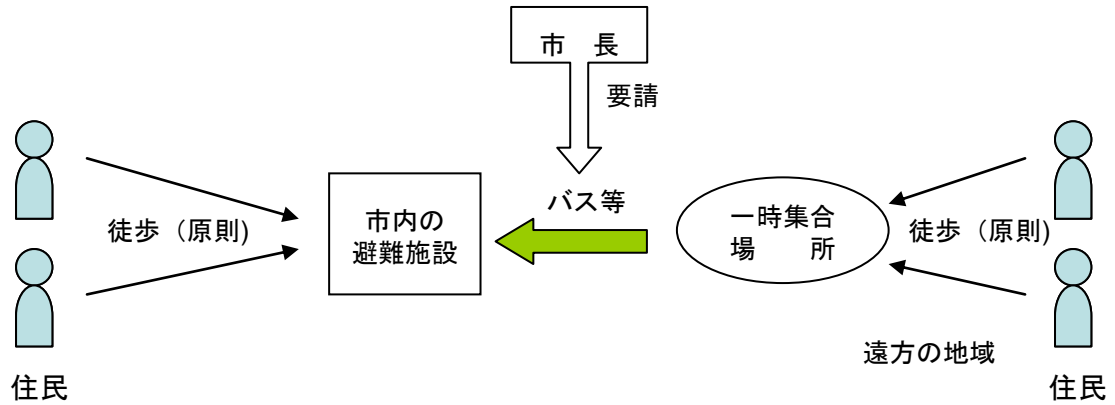 市　長
要請
バス等
徒歩（原則)
市内の
避難施設
一時集合
場　　所
徒歩（原則)
遠方の地域
住民
住民